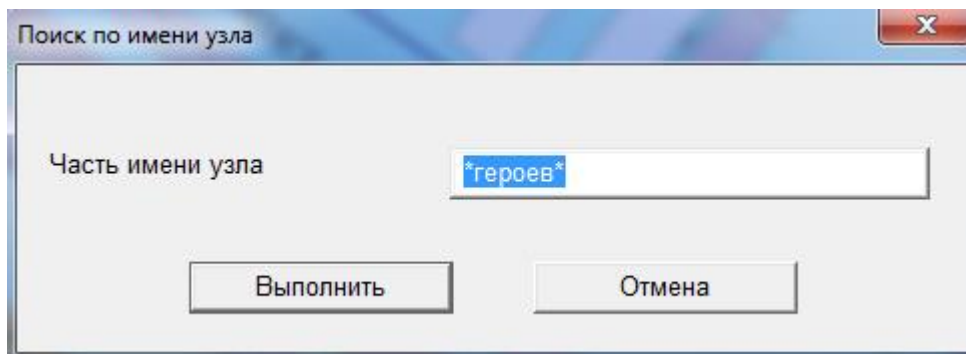 Поиск по имени узла
Часть имени узла *героев*
Выполнить Отмена